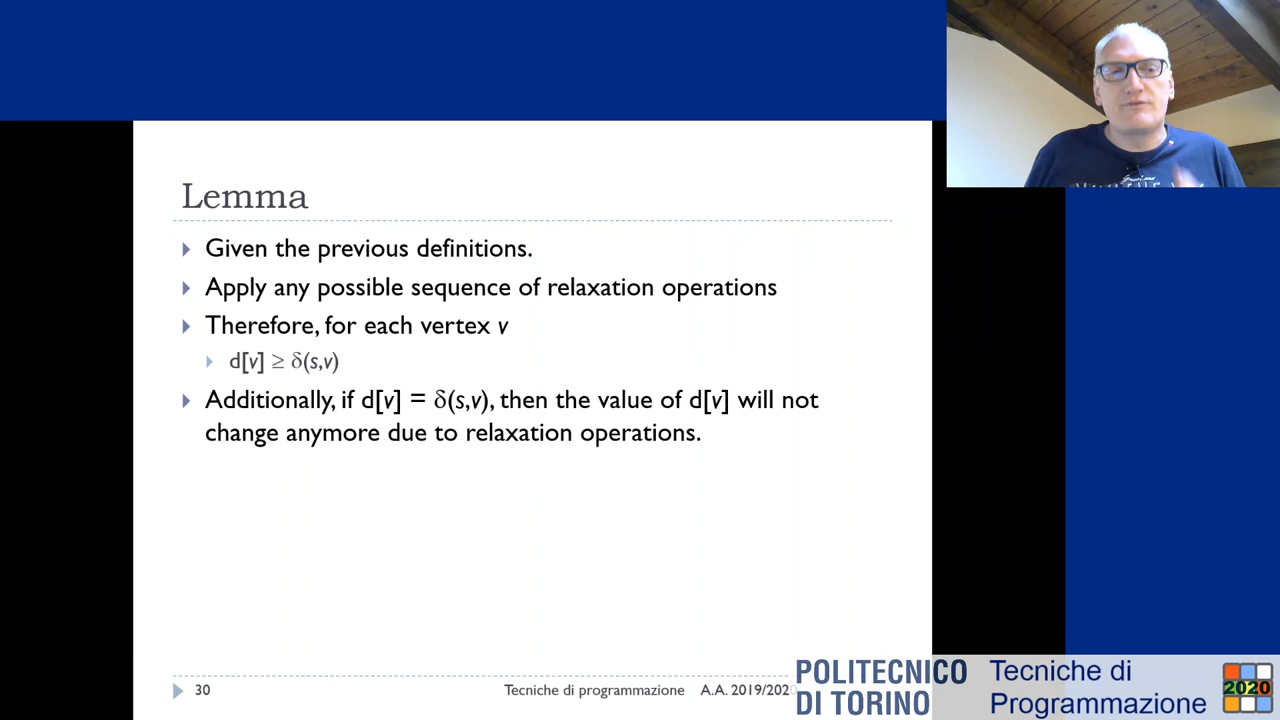 Lemma
Given the previous definitions.
Apply any possible sequence of relaxation operations
Therefore, for each vertex v
d[v] ≥ δ(s,v)
Additionally, if d[v] = δ(s,v), then the value of d[v] will not
change anymore due to relaxation operations.
30
Tecniche di programmazione A.A. 2019/2020
POLITECNICO
DI TORINO
Tecniche di
Programmazione
2020